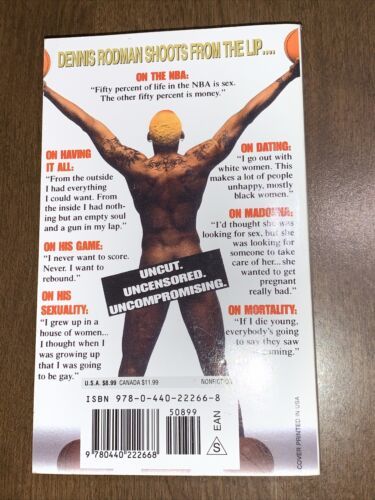 DENNIS RODMAN SHOOTS FROM THE LIP....
ON THE NBA:
"Fifty percent of life in the NBA is sex.
The other fifty percent is money."
ON HAVING
IT ALL:
"From the outside
I had everything
I could want. From
the inside I had noth-
ing but an empty soul
and a gun in my lap."
ON HIS GAME:
"I never want to score.
Never. I want to
rebound."
ON HIS
SEXUALITY:
"I grew up in a
house of women...
I thought when I
was growing up
that I was going
to be gay."
UNCUT.
UNCENSORED.
UNCOMPROMISING.
ON DATING:
"I go out with
white women. This
makes a lot of people
unhappy, mostly
black women."
ON MADONNA:
"I'd thought she was
looking for sex, but she
was looking for
someone to take
care of her... she
wanted to get
pregnant
really bad."
ON MORTALITY:
"If I die young,
everybody's going
to say they saw
it coming."
U.S.A. $6.99 CANADA $11.99 NONFICTION
ISBN 978-0-440-22266-8
50899
9 780440 222668
EAN
S
COVER PRINTED IN USA